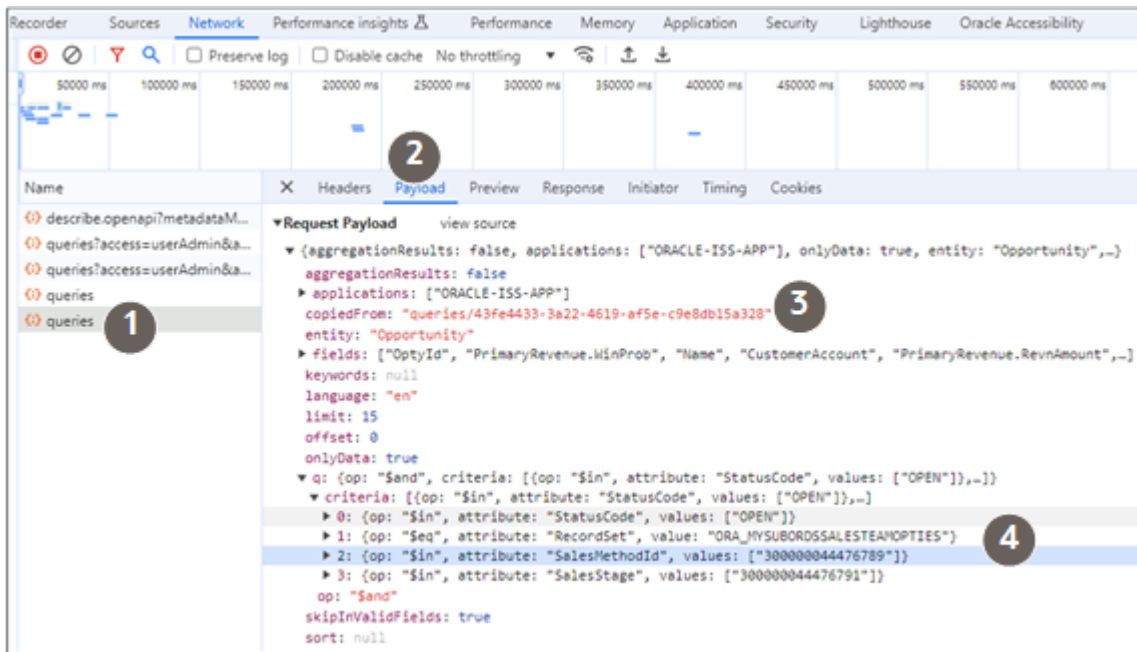 Recorder Sources Network Performance insights Performance Memory Application Security Lighthouse Oracle Accessibility
Preserve log Disable cache No throttling
50000 ms 100000 ms 150000 ms 200000 ms 250000 ms 300000 ms 350000 ms 400000 ms 450000 ms 500000 ms 550000 ms 600000 ms
2
Name
Headers Payload Preview Response Initiator Timing Cookies
describe.openapi?metadataM...
queries?access=userAdmin&a...
queries?access=userAdmin&a...
queries
queries
1
Request Payload view source
{aggregationResults: false, applications: ["ORACLE-ISS-APP"], onlyData: true, entity: "Opportunity",…}
aggregationResults: false
applications: ["ORACLE-ISS-APP"]
copiedFrom: "queries/43fe4433-3a22-4619-af5e-c9e8db15a328"
3
entity: "Opportunity"
fields: ["OptyId", "PrimaryRevenue.WinProb", "Name", "CustomerAccount", "PrimaryRevenue.RevnAmount",…]
keywords: null
language: "en"
limit: 15
offset: 0
onlyData: true
q: {op: "$and", criteria: [{op: "$in", attribute: "StatusCode", values: ["OPEN"]},…]}
criteria: [{op: "$in", attribute: "StatusCode", values: ["OPEN"]},…]
0: {op: "$in", attribute: "StatusCode", values: ["OPEN"]}
1: {op: "$eq", attribute: "RecordSet", value: "ORA_MYSUBORDSSALESTEAMOPTIES"}
4
2: {op: "$in", attribute: "SalesMethodId", values: ["300000044476789"]}
3: {op: "$in", attribute: "SalesStage", values: ["300000044476791"]}
op: "$and"
skipInValidFields: true
sort: null